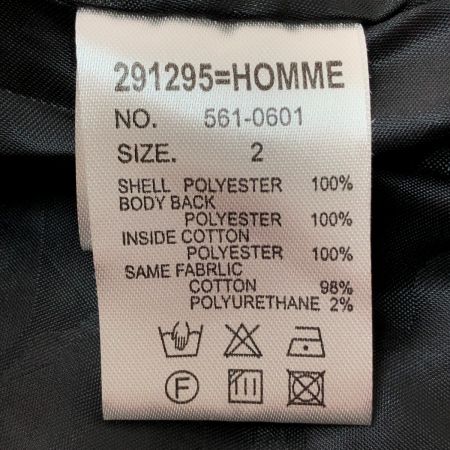 291295=HOMME
NO. 561-0601
SIZE. 2
SHELL POLYESTER 100%
BODY BACK
POLYESTER 100%
INSIDE COTTON
POLYESTER 100%
SAME FABRLIC
COTTON 98%
POLYURETHANE 2%
F